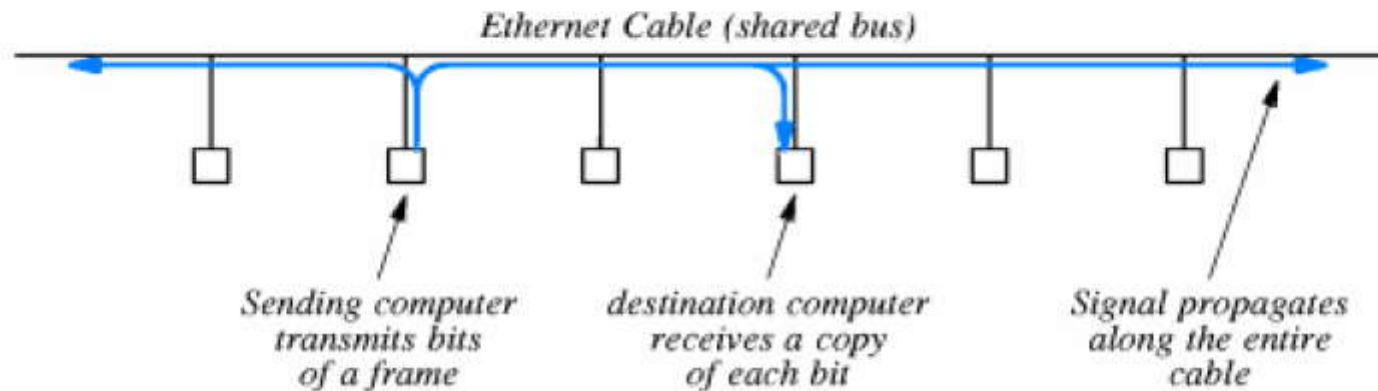 Ethernet Cable (shared bus)
Sending computer
transmits bits
of a frame
destination computer
receives a copy
of each bit
Signal propagates
along the entire
cable